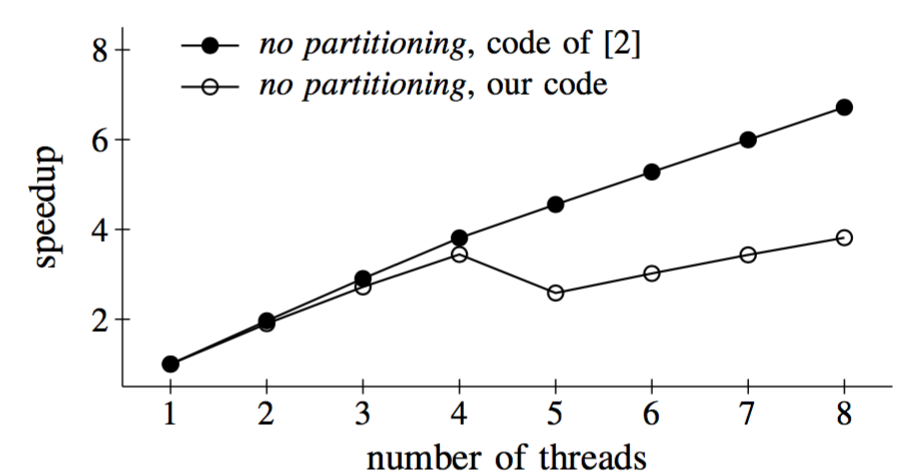 no partitioning, code of [2]
no partitioning, our code
8
6
4
2
speedup
1 2 3 4 5 6 7 8
number of threads